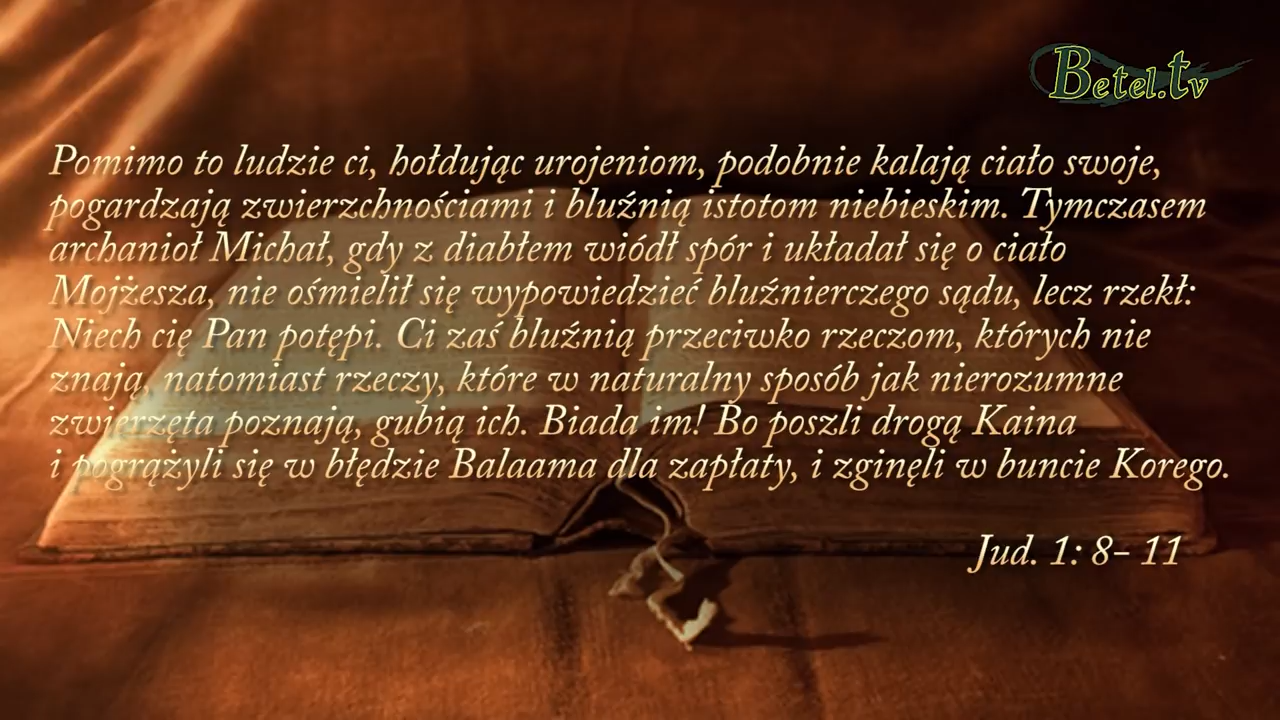 Betel.tv
Pomimo to ludzie ci, hołdując urojeniom, podobnie kalają ciało swoje,
pogardzają zwierzchnościami i bluźnią istotom niebieskim. Tymczasem
archanioł Michał, gdy z diabłem wiódł spór i układał się o ciało
Mojżesza, nie ośmielił się wypowiedzieć bluźnierczego sądu, lecz rzekł:
Niech cię Pan potępi. Ci zaś bluźnią przeciwko rzeczom, których nie
znają, natomiast rzeczy, które w naturalny sposób jak nierozumne
zwierzęta poznają, gubią ich. Biada im! Bo poszli drogą Kaina
i pogrążyli się w błędzie Balaama dla zapłaty, i zginęli w buncie Korego.
Jud. 1: 8- 11